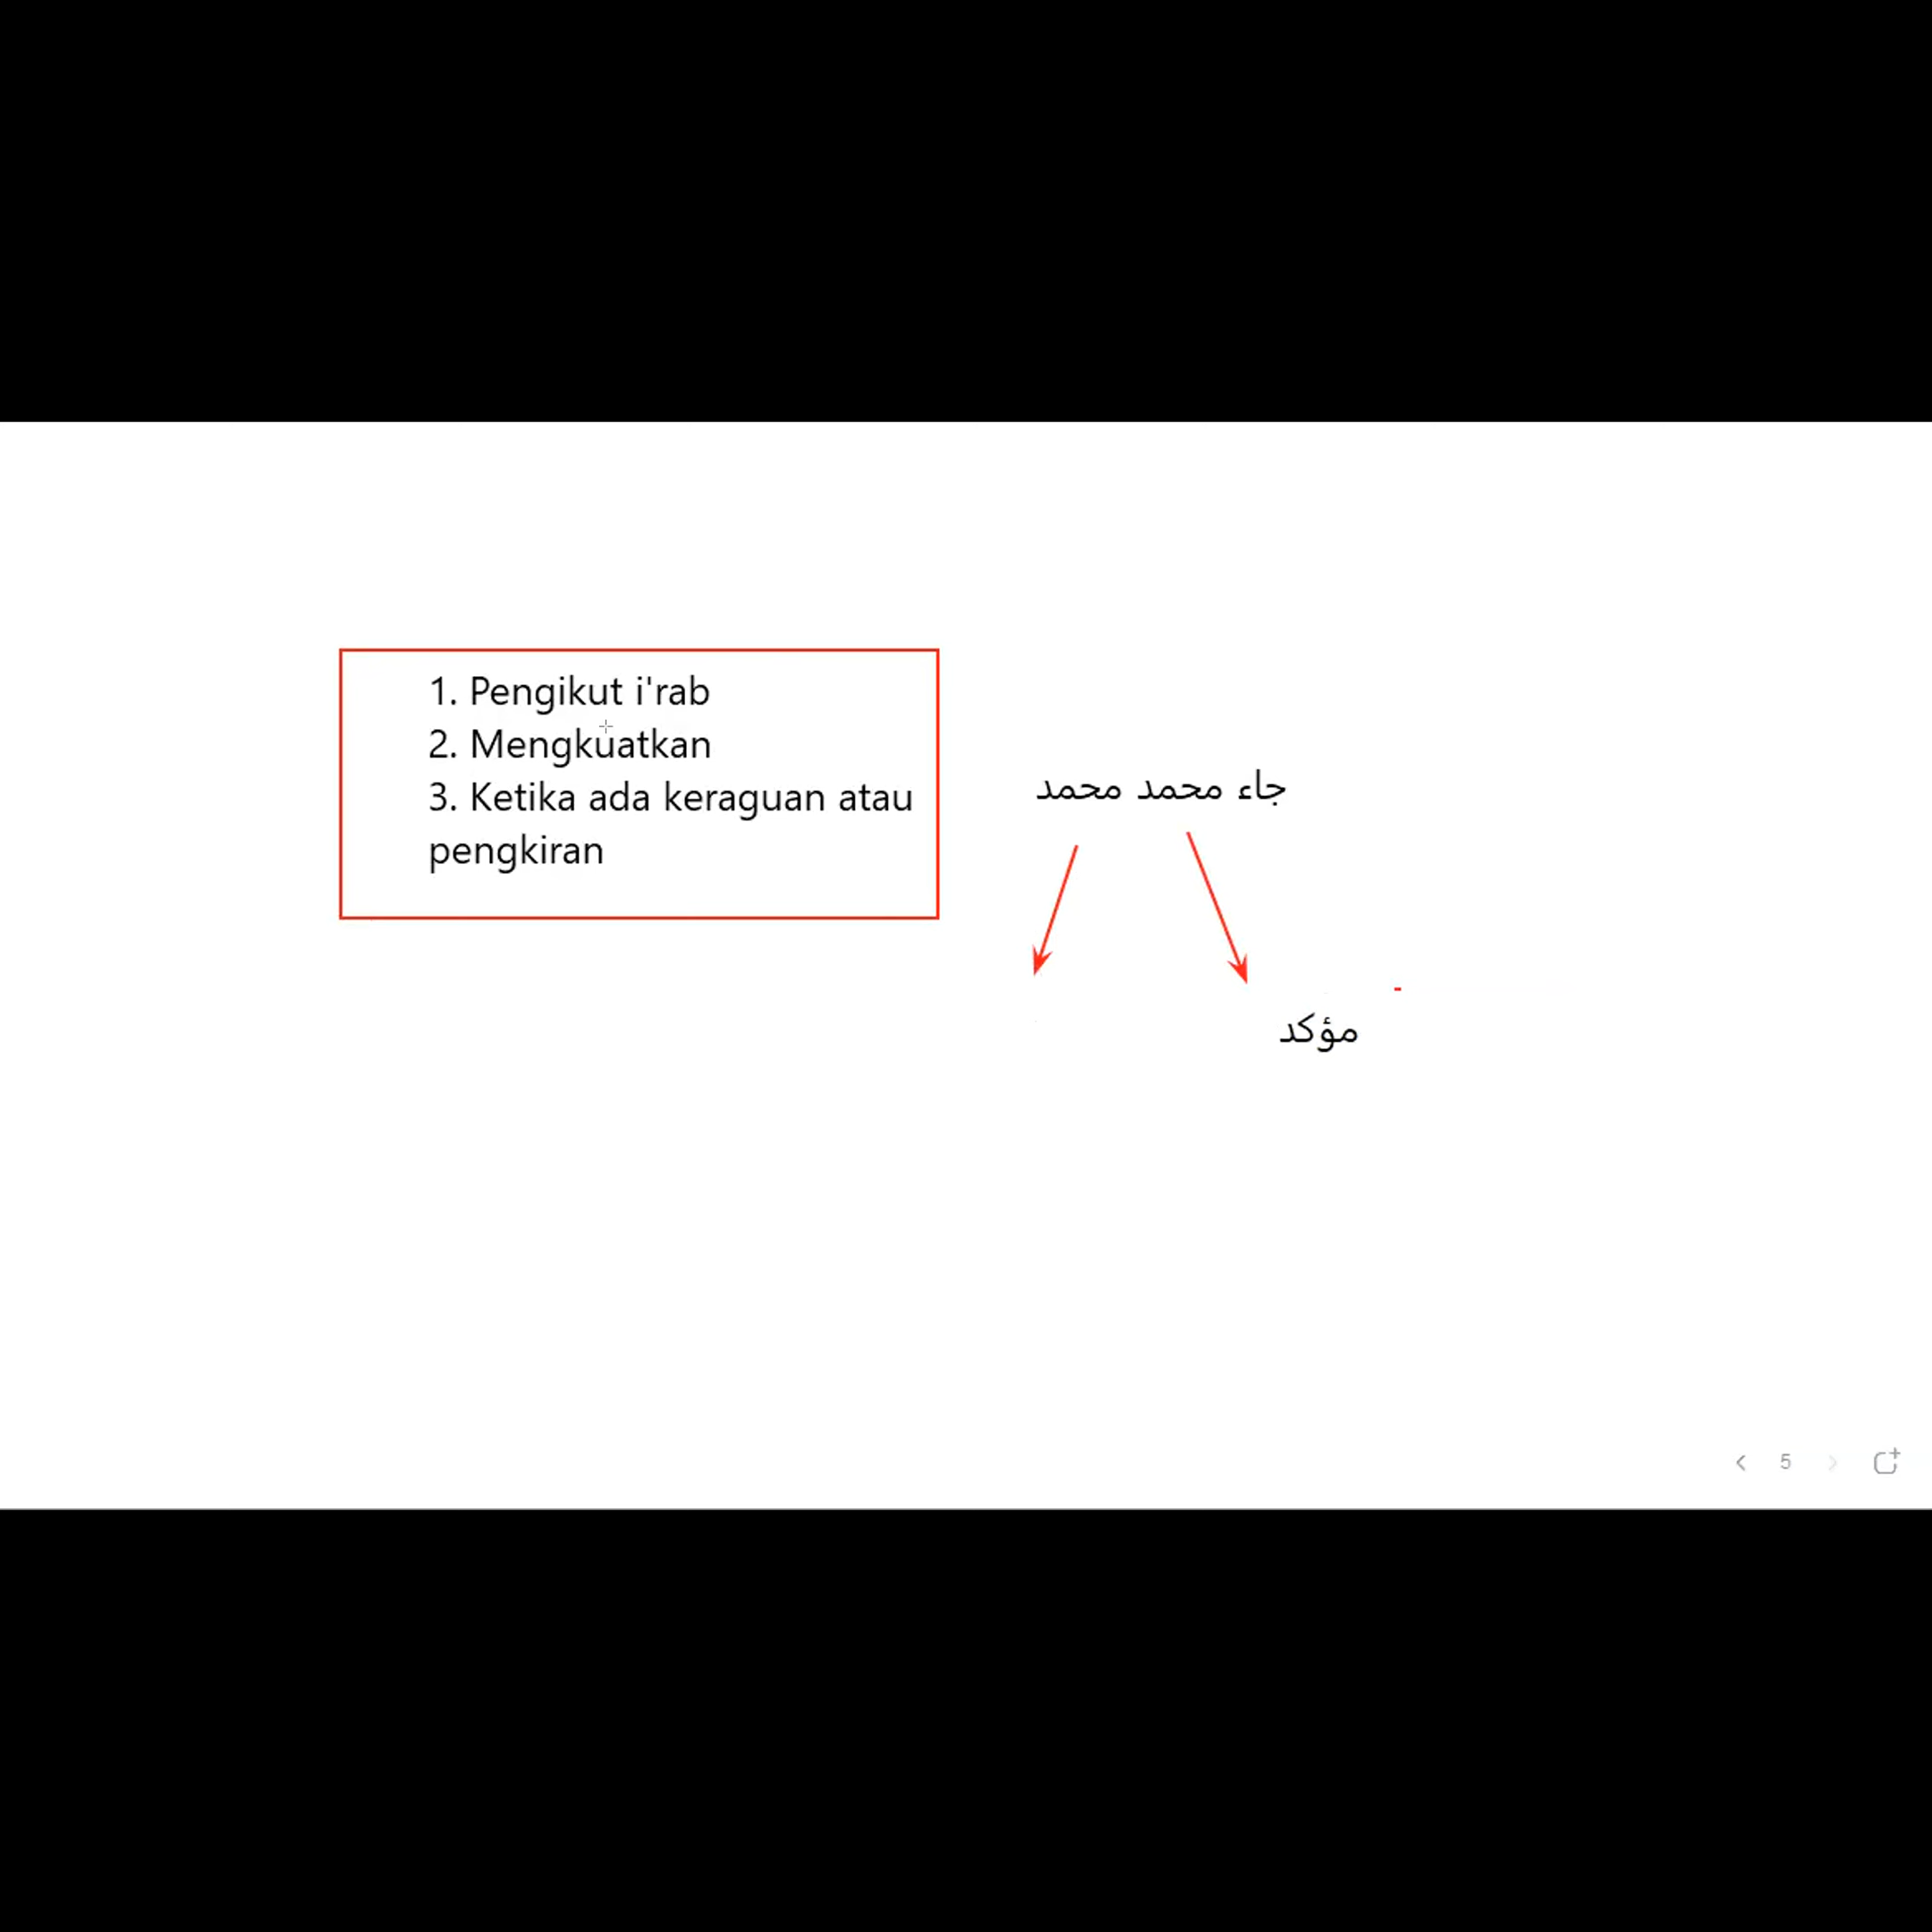 1. Pengikut i'rab
2. Mengkuatkan
3. Ketika ada keraguan atau
pengkiran
جاء محمد محمد
مؤكد
5